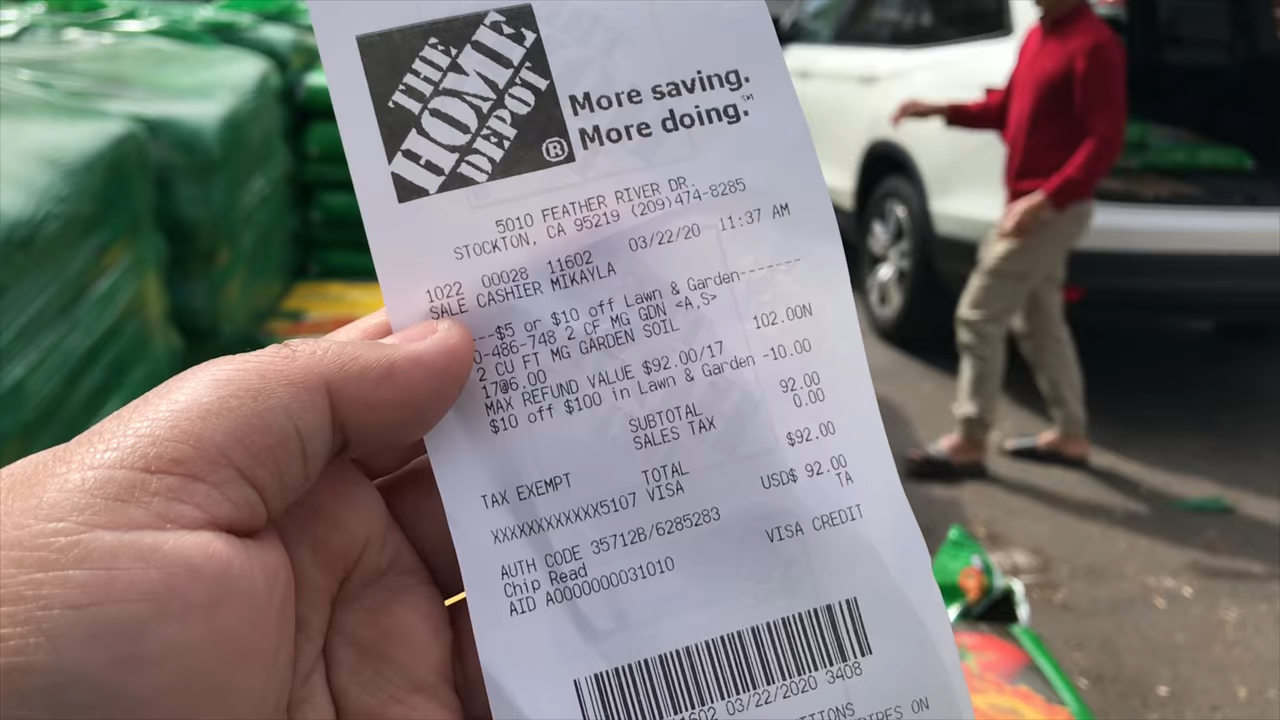 THE
HOME
DEPOT
®
More saving.
More doing.℠
5010 FEATHER RIVER DR.
STOCKTON, CA 95219 (209)474-8285
1022 00028 11602 03/22/20 11:37 AM
SALE CASHIER MIKAYLA
---$5 or $10 off Lawn & Garden--------
0-486-748 2 CF MG GDN <A,S>
2 CU FT MG GARDEN SOIL
17@6.00 102.00N
MAX REFUND VALUE $92.00/17
$10 off $100 in Lawn & Garden -10.00
SUBTOTAL 92.00
SALES TAX 0.00
TAX EXEMPT
TOTAL $92.00
XXXXXXXXXXXX5107 VISA
USD$ 92.00
AUTH CODE 35712B/6285283 TA
Chip Read
AID A0000000031010 VISA CREDIT
11602 03/22/2020 3408